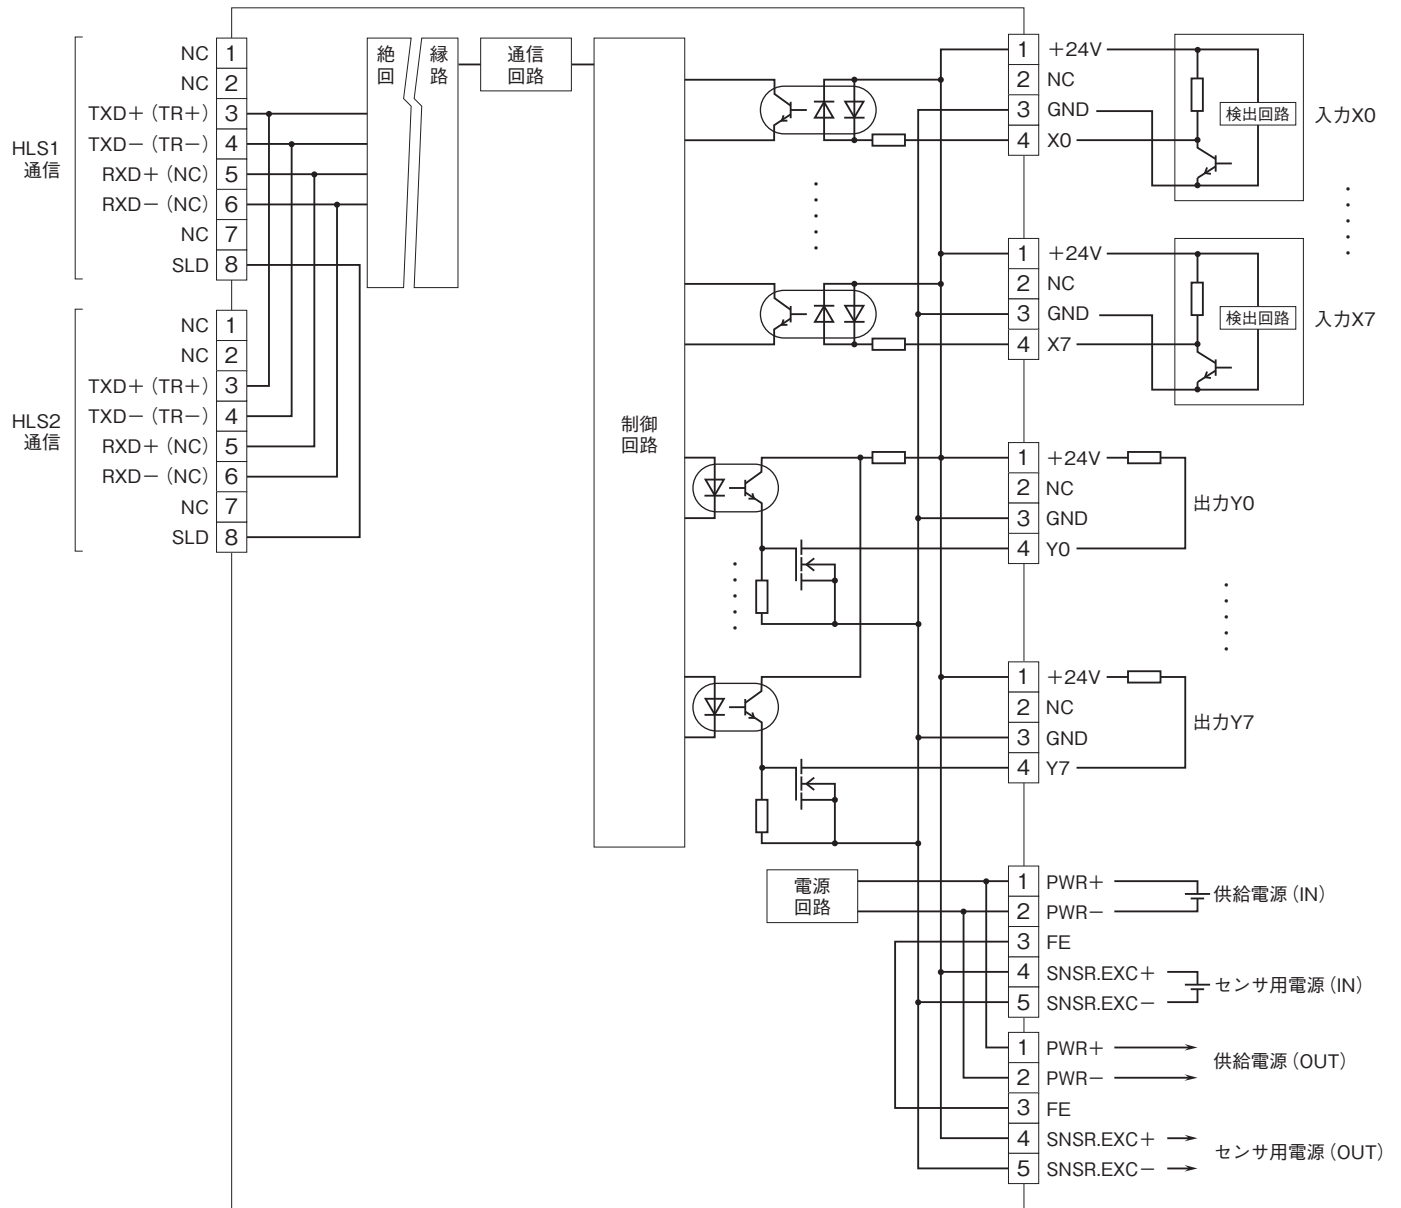 HLS1
通信
NC 1
NC 2
TXD+(TR+) 3
TXD-(TR-) 4
RXD+(NC) 5
RXD-(NC) 6
NC 7
SLD 8
HLS2
通信
NC 1
NC 2
TXD+(TR+) 3
TXD-(TR-) 4
RXD+(NC) 5
RXD-(NC) 6
NC 7
SLD 8
絶縁
回路
通信
回路
制御
回路
1 +24V
2 NC
3 GND
4 X0
検出回路
入力X0
1 +24V
2 NC
3 GND
4 X7
検出回路
入力X7
1 +24V
2 NC
3 GND
4 Y0
出力Y0
1 +24V
2 NC
3 GND
4 Y7
出力Y7
電源
回路
1 PWR+
2 PWR-
3 FE
4 SNSR.EXC+
5 SNSR.EXC-
供給電源(IN)
センサ用電源(IN)
1 PWR+
2 PWR-
3 FE
4 SNSR.EXC+
5 SNSR.EXC-
供給電源(OUT)
センサ用電源(OUT)